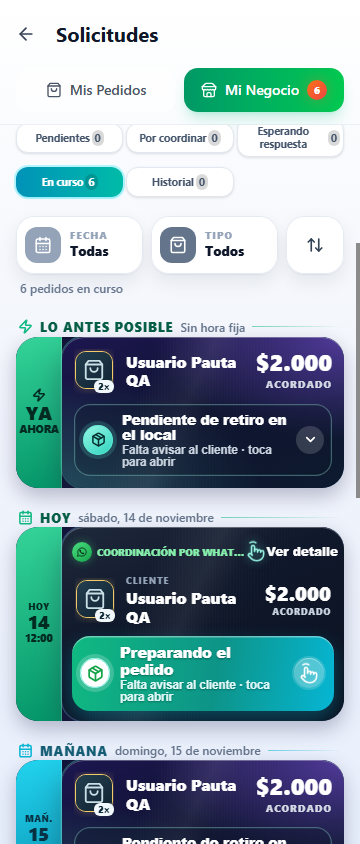 Solicitudes
Mis Pedidos
Mi Negocio 6
Pendientes 0
Por coordinar 0
Esperando
respuesta 0
En curso 6
Historial 0
FECHA
Todas
TIPO
Todos
6 pedidos en curso
LO ANTES POSIBLE Sin hora fija
YA
AHORA
2x
Usuario Pauta
QA
$2.000
ACORDADO
Pendiente de retiro en
el local
Falta avisar al cliente · toca
para abrir
HOY sábado, 14 de noviembre
HOY
14
12:00
COORDINACIÓN POR WHAT...
Ver detalle
2x
CLIENTE
Usuario Pauta
QA
$2.000
ACORDADO
Preparando el
pedido
Falta avisar al cliente · toca
para abrir
MAÑANA domingo, 15 de noviembre
MAÑ.
15
2x
Usuario Pauta
QA
$2.000
ACORDADO
Pendiente de retiro en